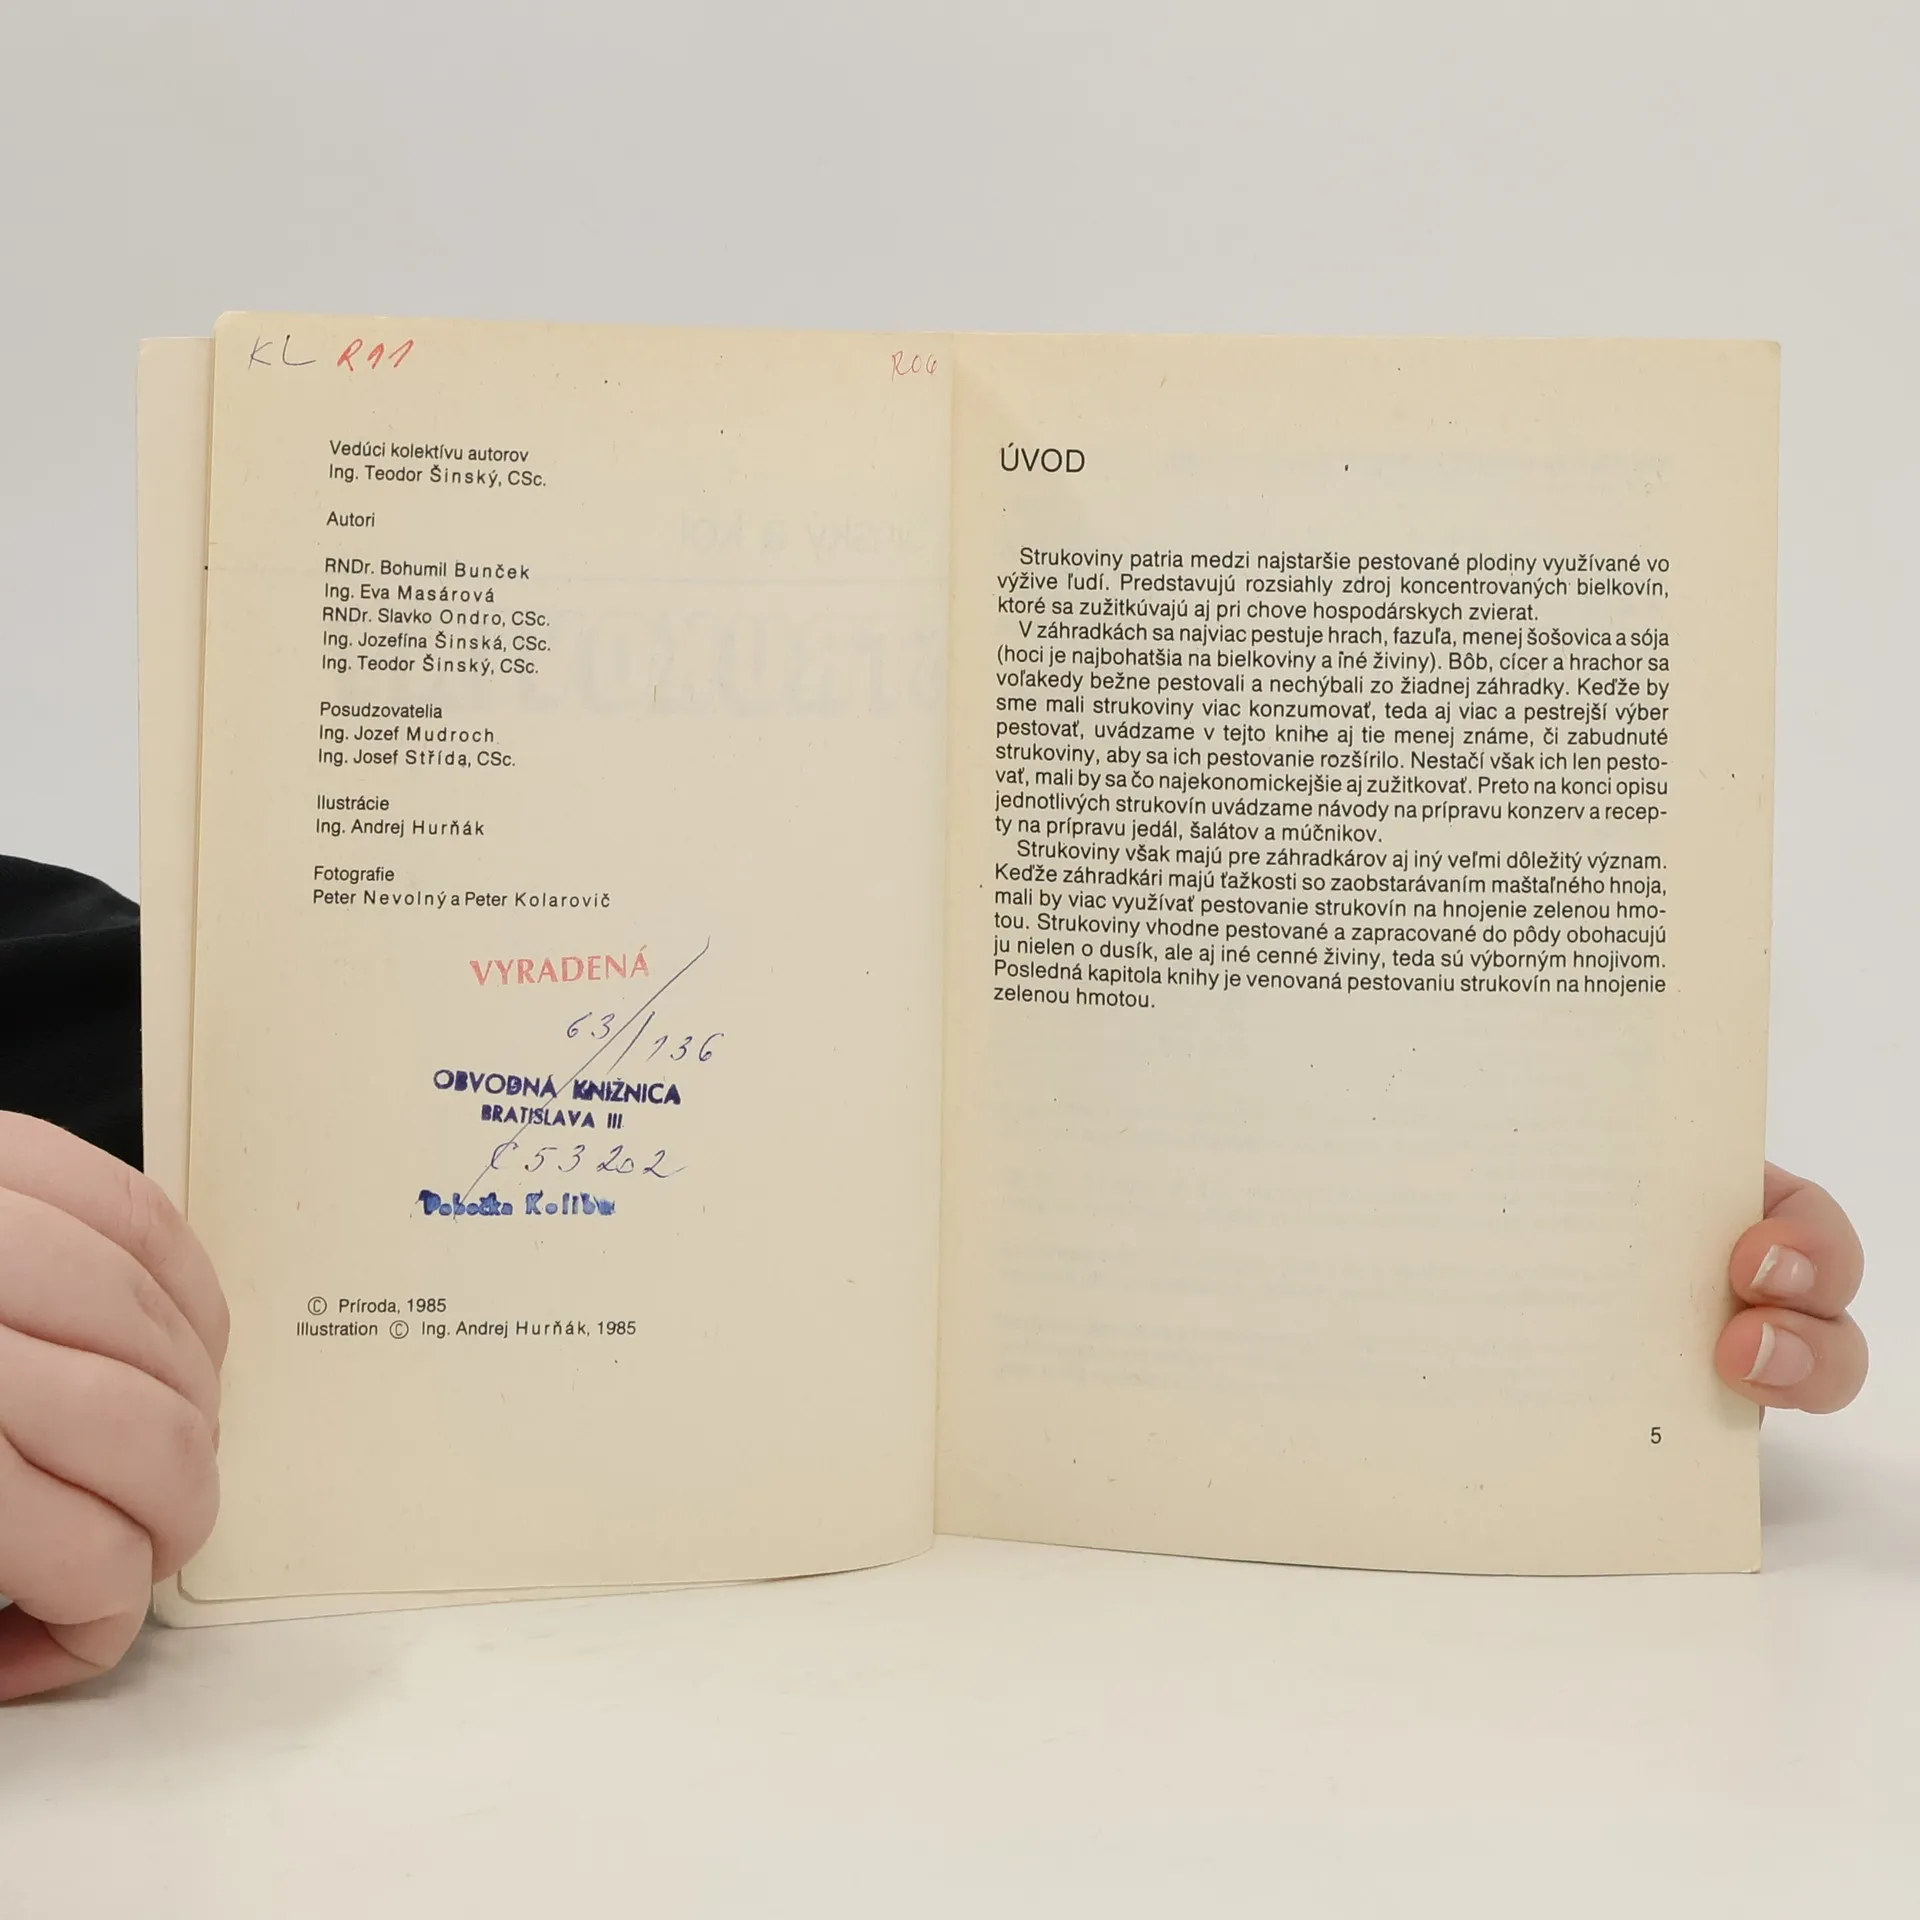 KL R11
R06
Vedúci kolektívu autorov
Ing. Teodor Šinský, CSc.
Autori
RNDr. Bohumil Bunček
Ing. Eva Masárová
RNDr. Slavko Ondro, CSc.
Ing. Jozefína Šinská, CSc.
Ing. Teodor Šinský, CSc.
Posudzovatelia
Ing. Jozef Mudroch
Ing. Josef Střída, CSc.
Ilustrácie
Ing. Andrej Hurňák
Fotografie
Peter Nevolný a Peter Kolarovič
VYRADENÁ
63/136
OBVODNÁ KNIŽNICA
BRATISLAVA III
č 53 202
Pobočka Koliba
© Príroda, 1985
Illustration © Ing. Andrej Hurňák, 1985
ÚVOD
Strukoviny patria medzi najstaršie pestované plodiny využívané vo
výžive ľudí. Predstavujú rozsiahly zdroj koncentrovaných bielkovín,
ktoré sa zužitkúvajú aj pri chove hospodárskych zvierat.
V záhradkách sa najviac pestuje hrach, fazuľa, menej šošovica a sója
(hoci je najbohatšia na bielkoviny a iné živiny). Bôb, cícer a hrachor sa
voľakedy bežne pestovali a nechýbali zo žiadnej záhradky. Keďže by
sme mali strukoviny viac konzumovať, teda aj viac a pestrejší výber
pestovať, uvádzame v tejto knihe aj tie menej známe, či zabudnuté
strukoviny, aby sa ich pestovanie rozšírilo. Nestačí však ich len pesto-
vať, mali by sa čo najekonomickejšie aj zužitkovať. Preto na konci opisu
jednotlivých strukovín uvádzame návody na prípravu konzerv a recep-
ty na prípravu jedál, šalátov a múčnikov.
Strukoviny však majú pre záhradkárov aj iný veľmi dôležitý význam.
Keďže záhradkári majú ťažkosti so zaobstarávaním maštaľného hnoja,
mali by viac využívať pestovanie strukovín na hnojenie zelenou hmo-
tou. Strukoviny vhodne pestované a zapracované do pôdy obohacujú
ju nielen o dusík, ale aj iné cenné živiny, teda sú výborným hnojivom.
Posledná kapitola knihy je venovaná pestovaniu strukovín na hnojenie
zelenou hmotou.
5